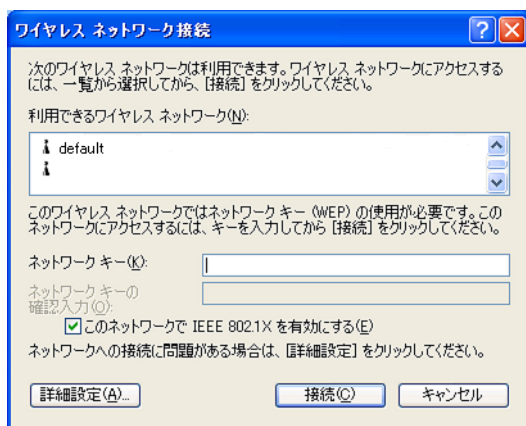 ワイヤレス ネットワーク接続
次のワイヤレス ネットワークは利用できます。ワイヤレス ネットワークにアクセスする
には、一覧から選択してから、[接続] をクリックしてください。
利用できるワイヤレス ネットワーク(N):
default
このワイヤレス ネットワークではネットワーク キー (WEP) の使用が必要です。この
ネットワークにアクセスするには、キーを入力してから [接続] をクリックしてください。
ネットワーク キー(K):
ネットワーク キーの
確認入力(O):
このネットワークで IEEE 802.1X を有効にする(E)
ネットワークへの接続に問題がある場合は、[詳細設定] をクリックしてください。
詳細設定(A)... 接続(C) キャンセル